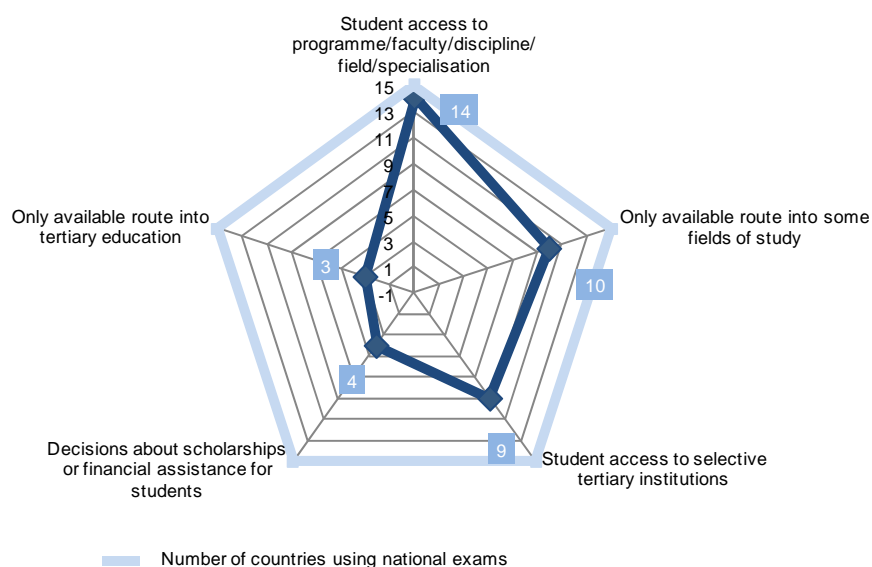 Student access to
programme/faculty/discipline/
field/specialisation
15
13
11
9
7
5
3
1
-1
14
Only available route into some
fields of study
10
Student access to selective
tertiary institutions
9
Decisions about scholarships
or financial assistance for
students
4
Only available route into
tertiary education
3
Number of countries using national exams